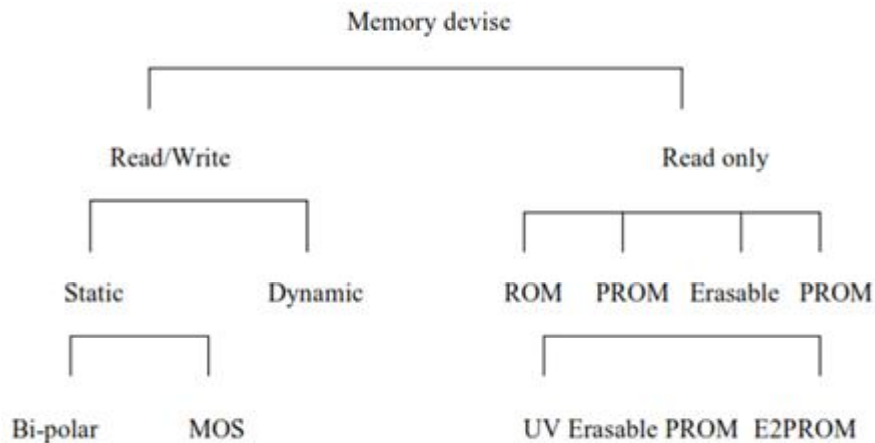 Memory devise
Read/Write Read only
Static Dynamic ROM PROM Erasable PROM
Bi-polar MOS UV Erasable PROM E2PROM